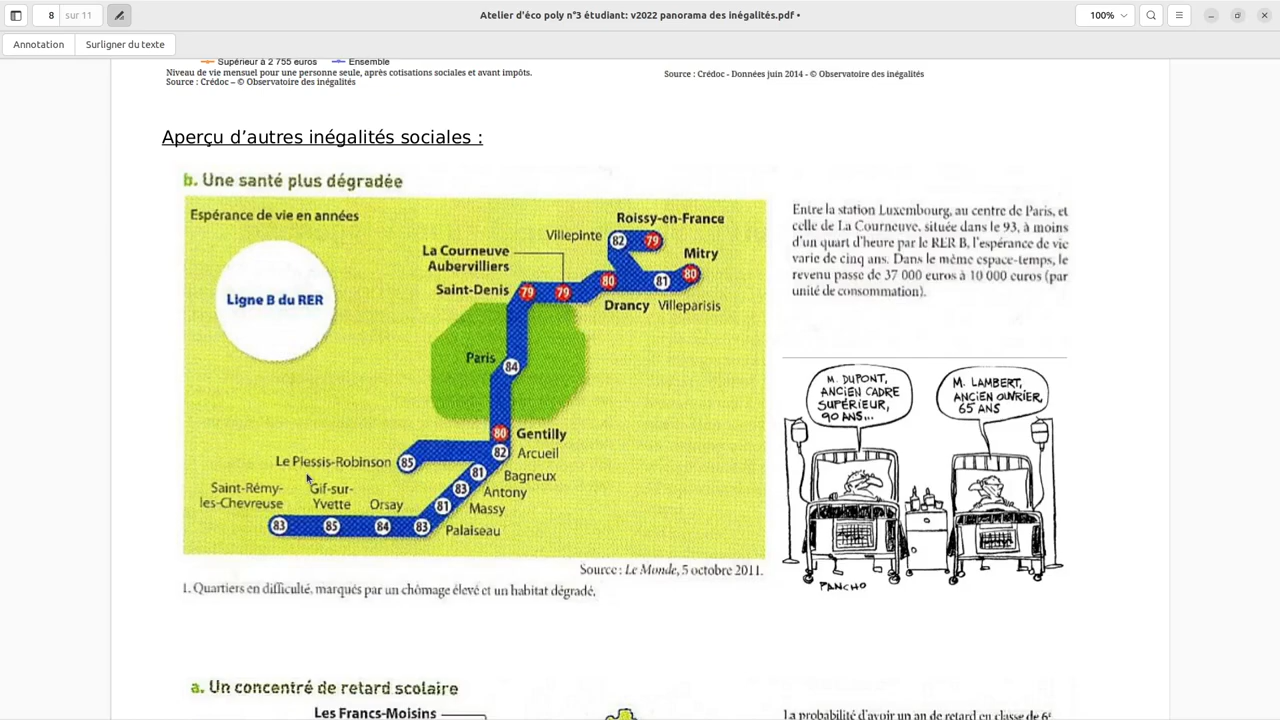 8 sur 11
Atelier d'éco poly n°3 étudiant: v2022 panorama des inégalités.pdf •
100%
Annotation
Surligner du texte
Supérieur à 2 755 euros
Ensemble
Niveau de vie mensuel pour une personne seule, après cotisations sociales et avant impôts.
Source : Crédoc – © Observatoire des inégalités
Source : Crédoc - Données juin 2014 - © Observatoire des inégalités
Aperçu d’autres inégalités sociales :
b. Une santé plus dégradée
Espérance de vie en années
Ligne B du RER
Roissy-en-France
Villepinte 82 79
Mitry
La Courneuve
Aubervilliers
Saint-Denis 79 79 80 81 80
Drancy Villeparisis
Paris 84
80 Gentilly
82 Arcueil
Le Plessis-Robinson 85
81 Bagneux
83 Antony
81 Massy
Saint-Rémy-
les-Chevreuse
Gif-sur-
Yvette
Orsay
83 85 84 83 Palaiseau
Source : Le Monde, 5 octobre 2011.
1. Quartiers en difficulté, marqués par un chômage élevé et un habitat dégradé.
Entre la station Luxembourg, au centre de Paris, et
celle de La Courneuve, située dans le 93, à moins
d'un quart d'heure par le RER B, l'espérance de vie
varie de cinq ans. Dans le même espace-temps, le
revenu passe de 37 000 euros à 10 000 euros (par
unité de consommation).
M. DUPONT,
ANCIEN CADRE
SUPÉRIEUR,
90 ANS...
M. LAMBERT,
ANCIEN OUVRIER,
65 ANS
PANCHO
a. Un concentré de retard scolaire
Les Francs-Moisins
La probabilité d'avoir un an de retard en classe de 6e